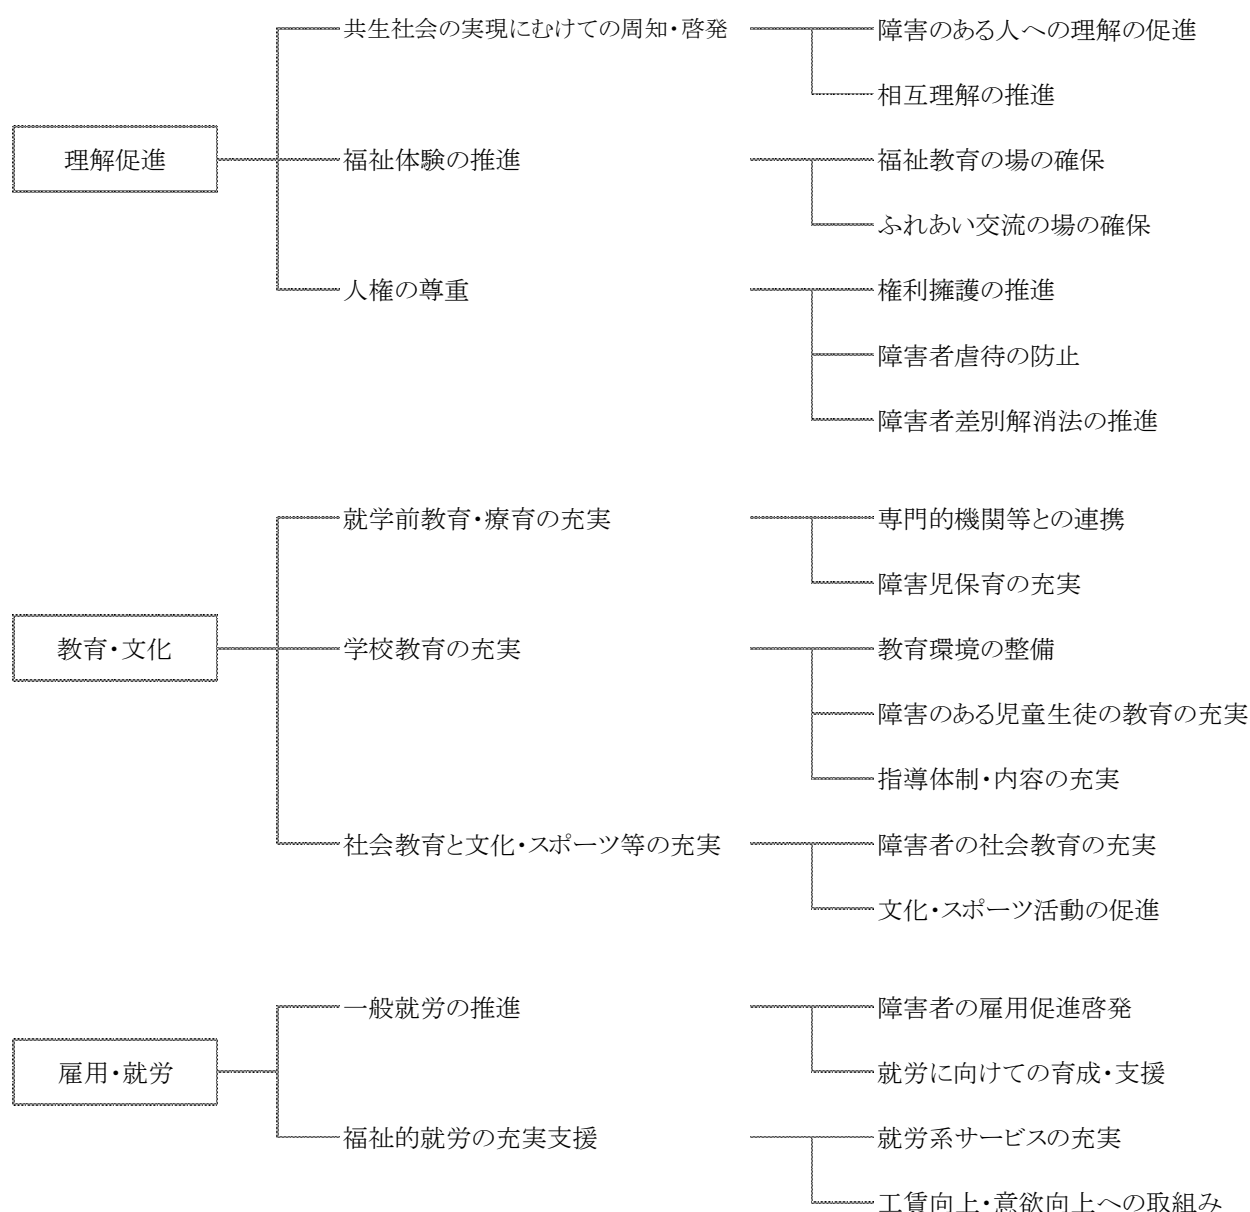 共生社会の実現にむけての周知・啓発
障害のある人への理解の促進
相互理解の推進
理解促進
福祉体験の推進
福祉教育の場の確保
ふれあい交流の場の確保
人権の尊重
権利擁護の推進
障害者虐待の防止
障害者差別解消法の推進
就学前教育・療育の充実
専門的機関等との連携
障害児保育の充実
教育・文化
学校教育の充実
教育環境の整備
障害のある児童生徒の教育の充実
指導体制・内容の充実
社会教育と文化・スポーツ等の充実
障害者の社会教育の充実
文化・スポーツ活動の促進
一般就労の推進
障害者の雇用促進啓発
雇用・就労
就労に向けての育成・支援
福祉的就労の充実支援
就労系サービスの充実
工賃向上・意欲向上への取組み